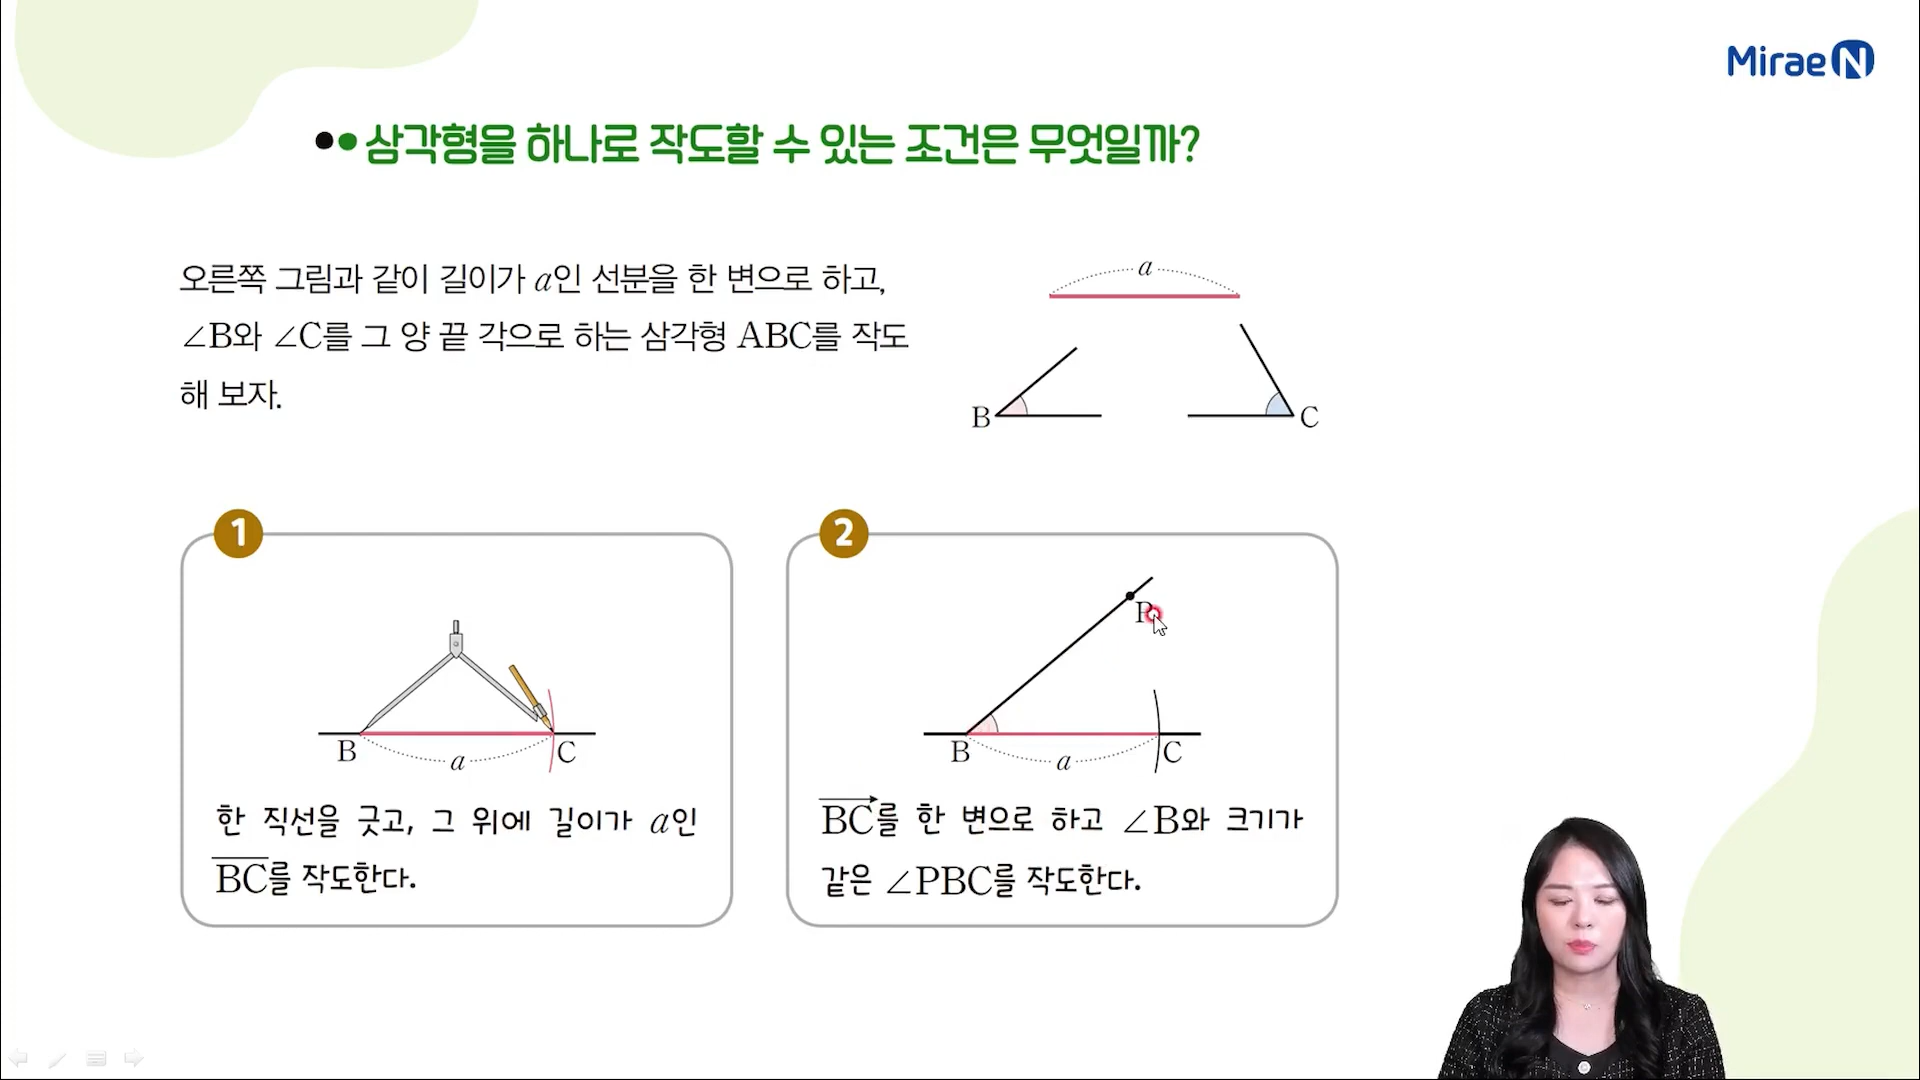 Mirae N
삼각형을 하나로 작도할 수 있는 조건은 무엇일까?
오른쪽 그림과 같이 길이가 a인 선분을 한 변으로 하고,
∠B와 ∠C를 그 양 끝 각으로 하는 삼각형 ABC를 작도
해 보자.
a
B
C
1
B
a
C
한 직선을 긋고, 그 위에 길이가 a인
B͞C͞를 작도한다.
2
P
B
a
C
BC→를 한 변으로 하고 ∠B와 크기가
같은 ∠PBC를 작도한다.